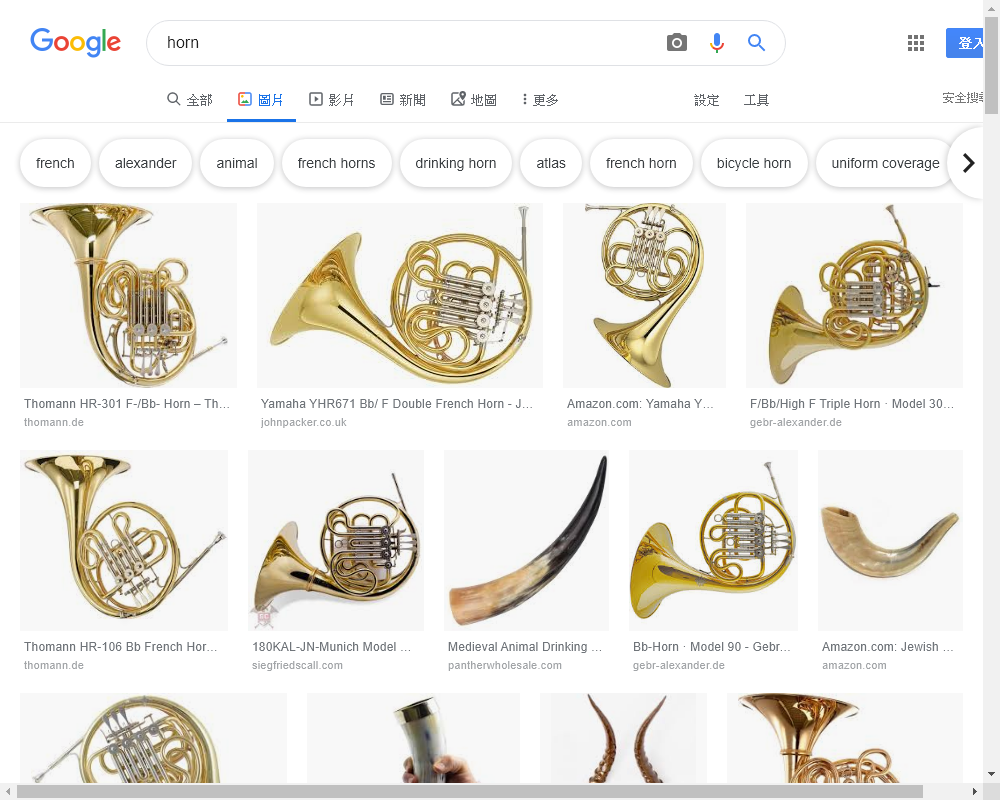 Google
horn
登入
全部
圖片
影片
新聞
地圖
更多
設定
工具
安全搜尋
french
alexander
animal
french horns
drinking horn
atlas
french horn
bicycle horn
uniform coverage
Thomann HR-301 F-/Bb- Horn – Th...
thomann.de
Yamaha YHR671 Bb/ F Double French Horn - J...
johnpacker.co.uk
Amazon.com: Yamaha Y...
amazon.com
F/Bb/High F Triple Horn · Model 30...
gebr-alexander.de
Thomann HR-106 Bb French Hor...
thomann.de
180KAL-JN-Munich Model ...
siegfriedscall.com
Medieval Animal Drinking ...
pantherwholesale.com
Bb-Horn · Model 90 - Gebr...
gebr-alexander.de
Amazon.com: Jewish ...
amazon.com